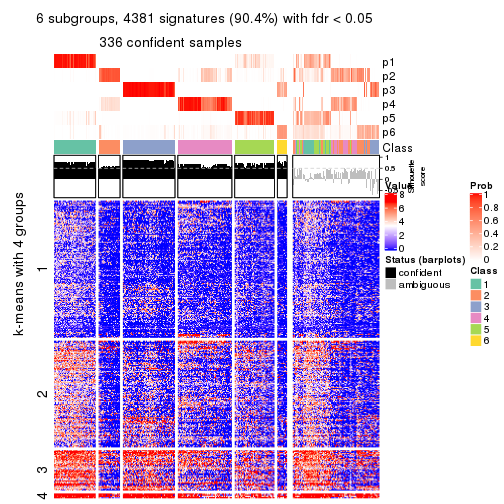 6 subgroups, 4381 signatures (90.4%) with fdr < 0.05
336 confident samples
p1
p2
p3
p4
p5
p6
Class
1
0.5
0
-0.5
Silhouette
score
k-means with 4 groups
1
2
3
4
Value
8
6
4
2
0
Status (barplots)
confident
ambiguous
Prob
1
0.8
0.6
0.4
0.2
0
Class
1
2
3
4
5
6